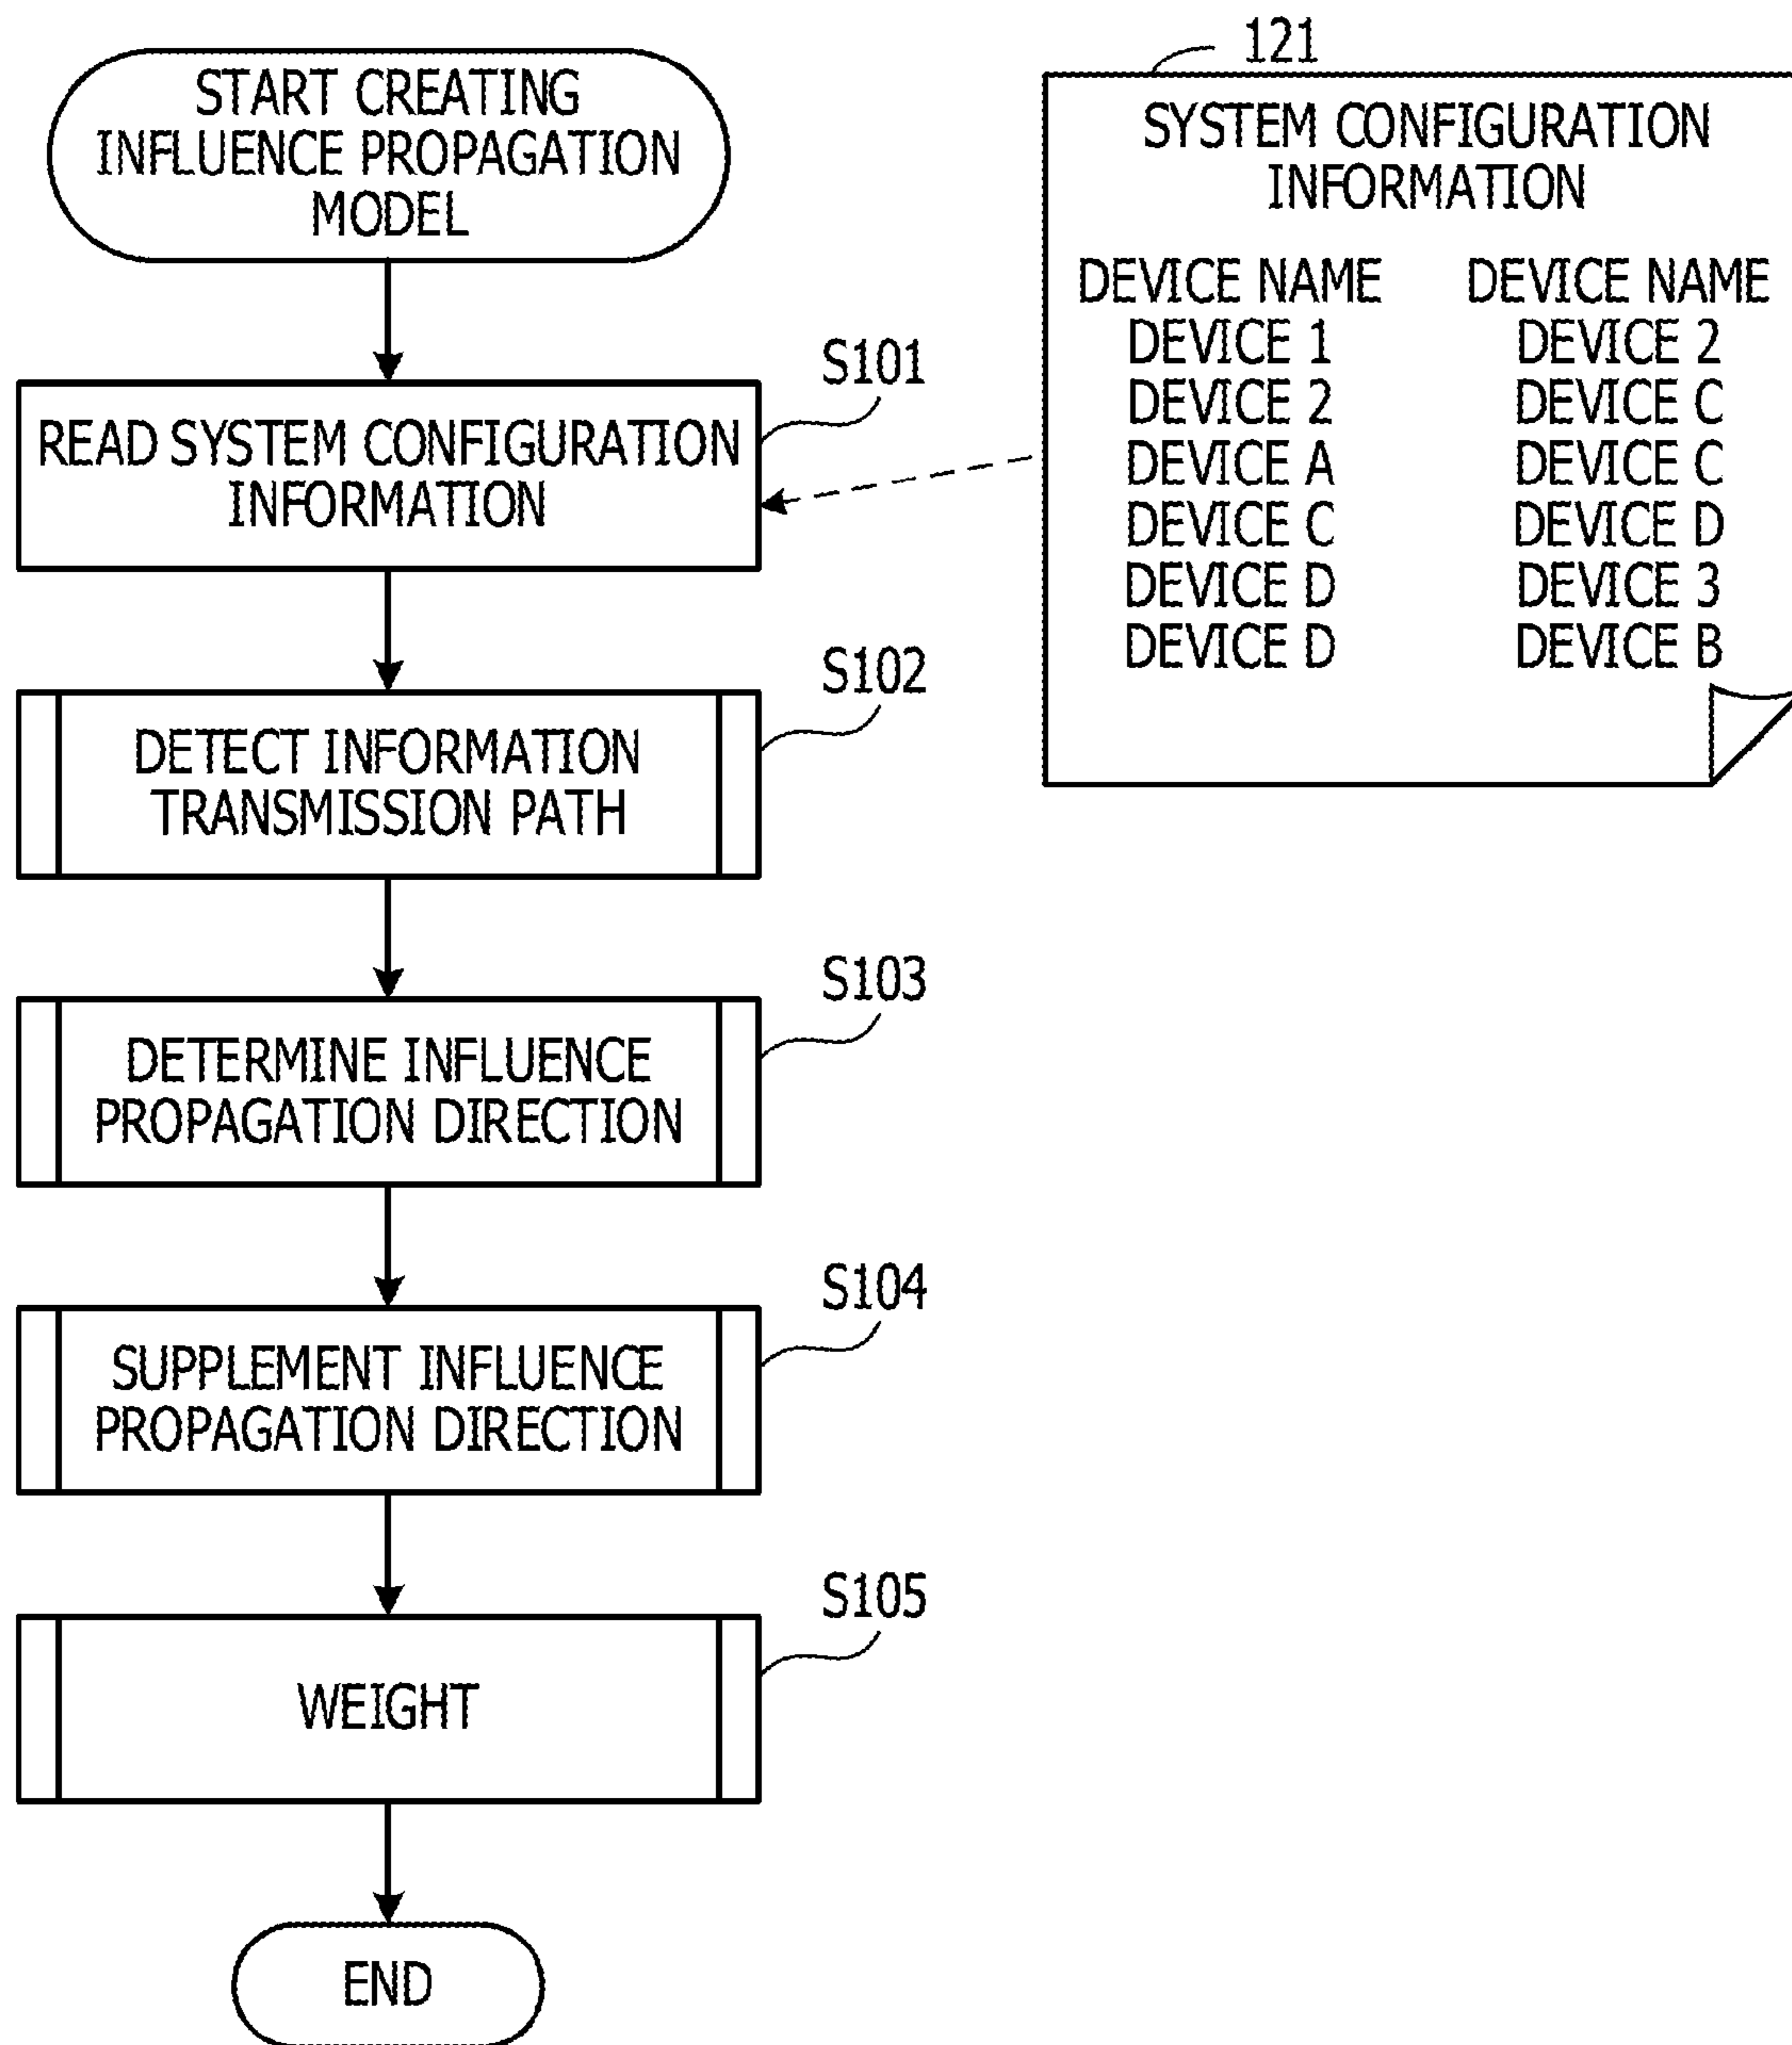 START CREATING
INFLUENCE PROPAGATION
MODEL
S101
READ SYSTEM CONFIGURATION
INFORMATION
S102
DETECT INFORMATION
TRANSMISSION PATH
S103
DETERMINE INFLUENCE
PROPAGATION DIRECTION
S104
SUPPLEMENT INFLUENCE
PROPAGATION DIRECTION
S105
WEIGHT
END
121
SYSTEM CONFIGURATION
INFORMATION
DEVICE NAME DEVICE NAME
DEVICE 1 DEVICE 2
DEVICE 2 DEVICE C
DEVICE A DEVICE C
DEVICE C DEVICE D
DEVICE D DEVICE 3
DEVICE D DEVICE B